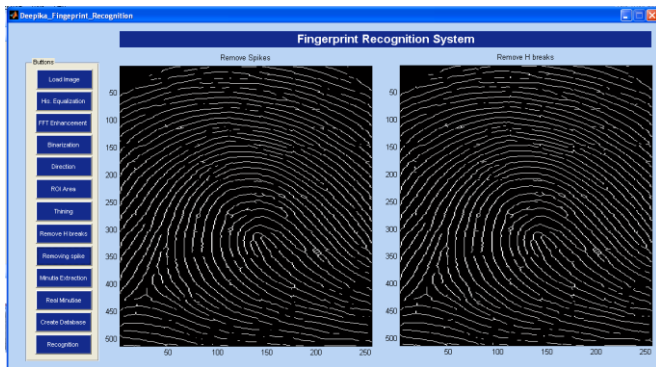 Deepika_Fingeprint_Recognition
Fingerprint Recognition System
Buttons
Load Image
His. Equalization
FFT Enhancement
Binarization
Direction
ROI Area
Thining
Remove H breaks
Removing spike
Minutia Extraction
Real Minutiae
Create Database
Recognition
Remove Spikes
50
100
150
200
250
300
350
400
450
500
50 100 150 200 250
Remove H breaks
50
100
150
200
250
300
350
400
450
500
50 100 150 200 250